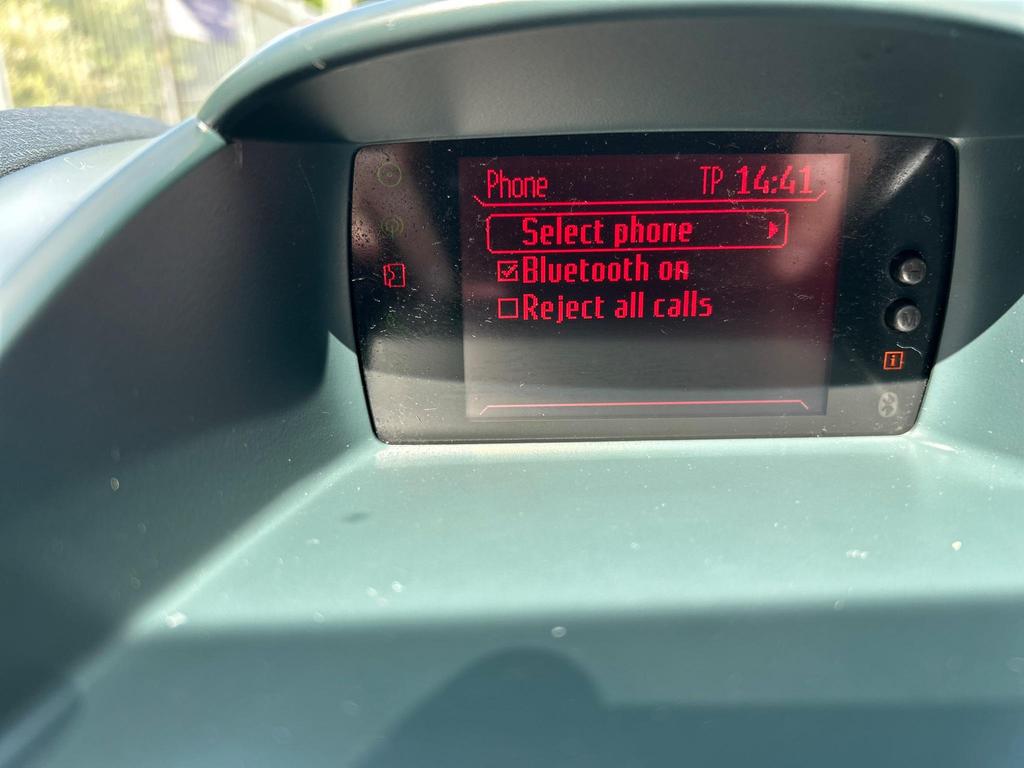 Phone TP 14:41
Select phone
Bluetooth on
Reject all calls